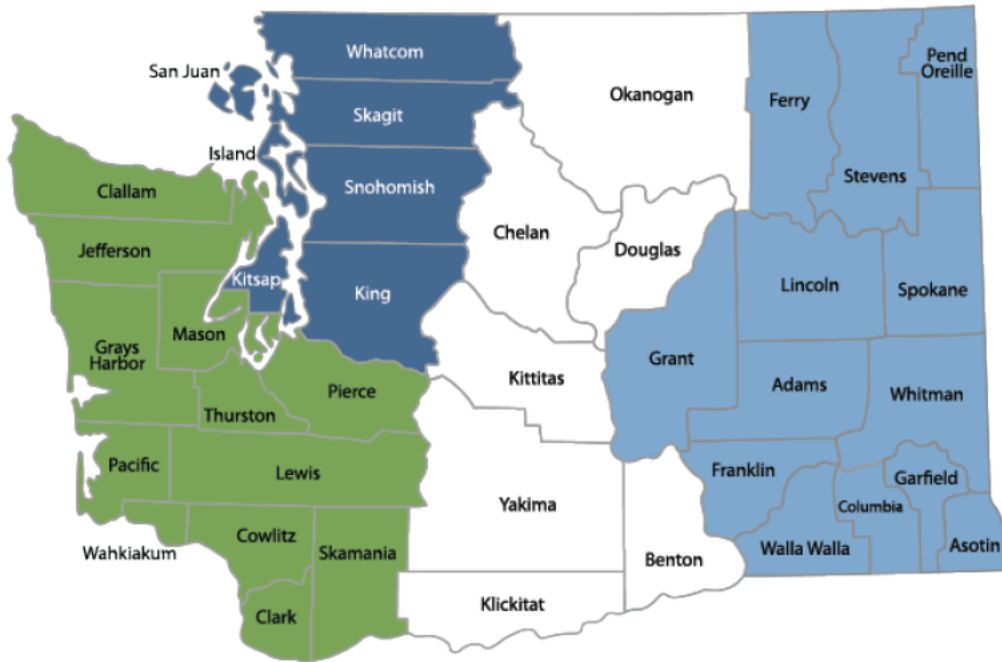 Whatcom
San Juan
Skagit
Island
Snohomish
Kitsap
King
Okanogan
Chelan
Douglas
Kittitas
Yakima
Klickitat
Benton
Ferry
Stevens
Pend
Oreille
Lincoln
Spokane
Grant
Adams
Whitman
Franklin
Walla Walla
Columbia
Garfield
Asotin
Clallam
Jefferson
Grays
Harbor
Mason
Thurston
Pierce
Pacific
Lewis
Wahkiakum
Cowlitz
Skamania
Clark